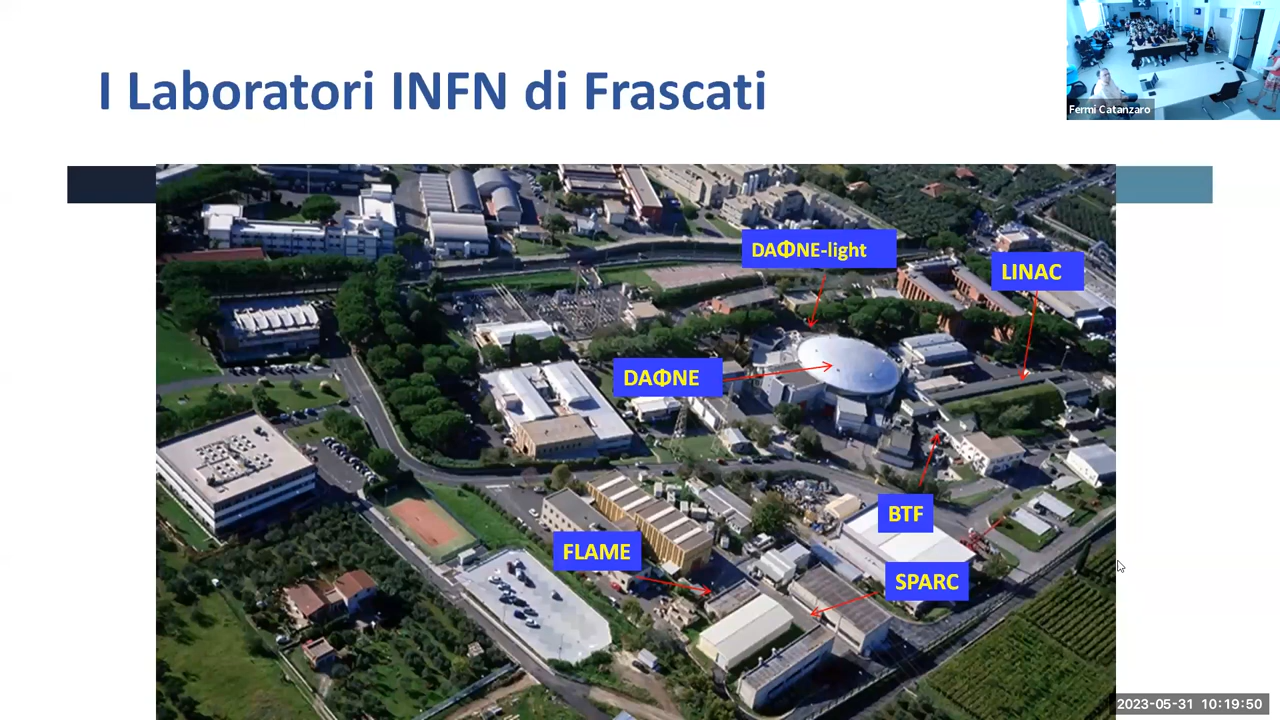 I Laboratori INFN di Frascati
Fermi Catanzaro
DAΦNE-light
LINAC
DAΦNE
BTF
FLAME
SPARC
2023-05-31 10:19:50